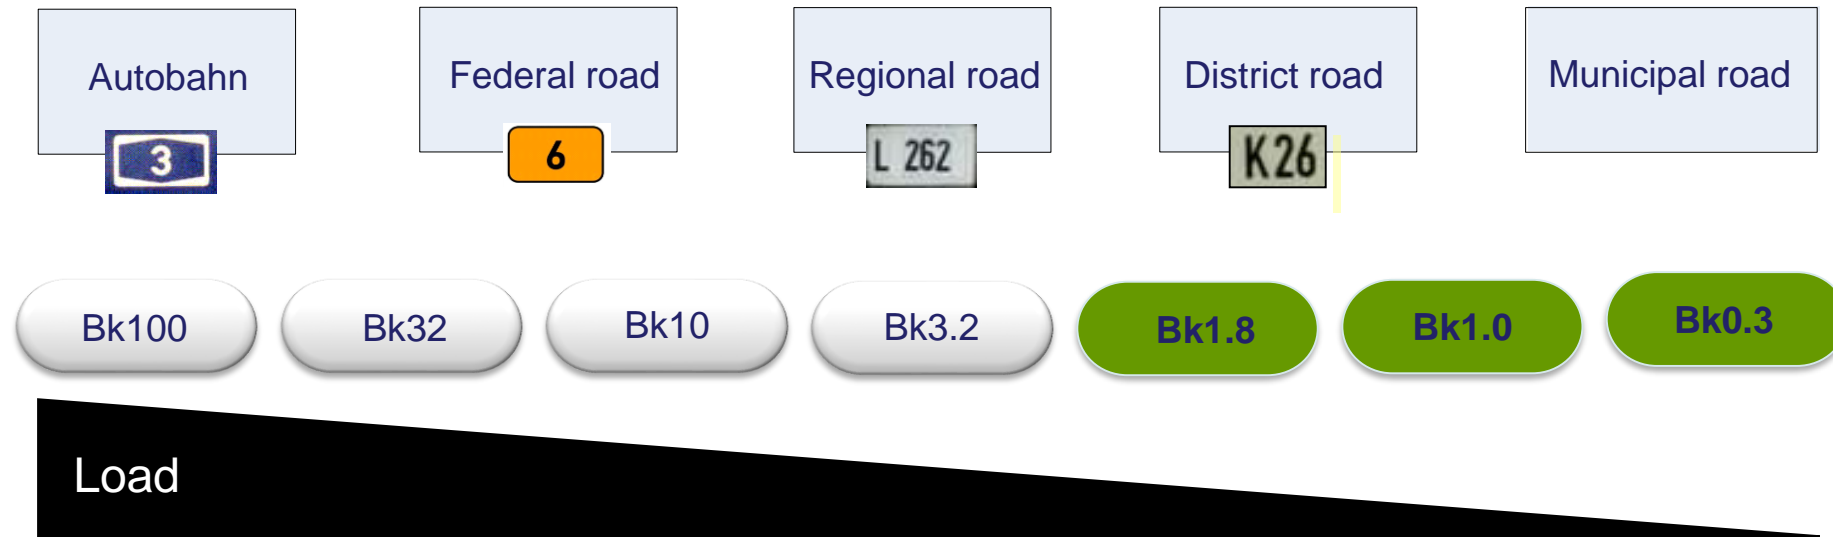 Autobahn
Federal road
Regional road
District road
Municipal road
3
6
L 262
K26
Bk100
Bk32
Bk10
Bk3.2
Bk1.8
Bk1.0
Bk0.3
Load